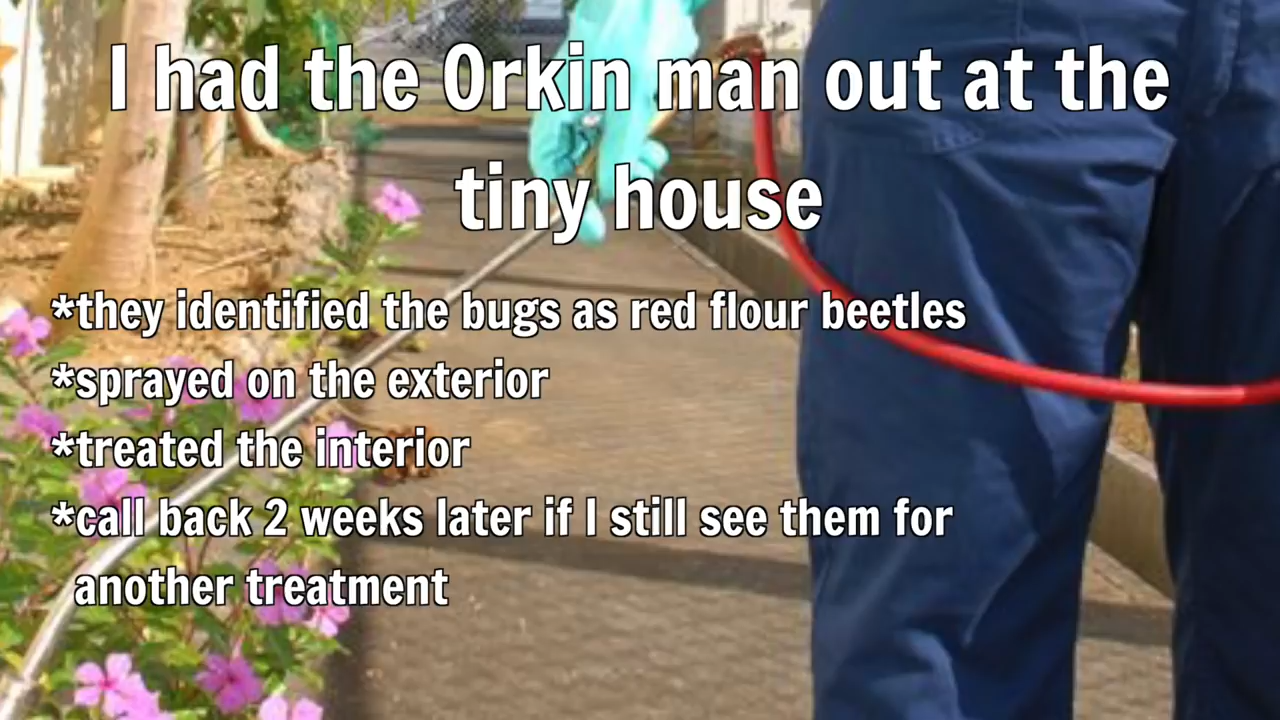 I had the Orkin man out at the
tiny house
*they identified the bugs as red flour beetles
*sprayed on the exterior
*treated the interior
*call back 2 weeks later if I still see them for
another treatment